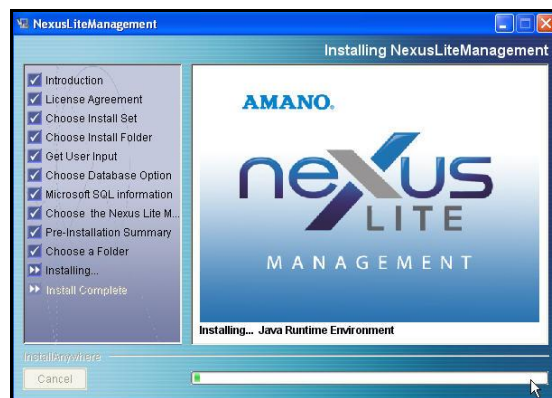 NexusLiteManagement
Installing NexusLiteManagement
Introduction
License Agreement
Choose Install Set
Choose Install Folder
Get User Input
Choose Database Option
Microsoft SQL information
Choose the Nexus Lite M...
Pre-Installation Summary
Choose a Folder
Installing...
Install Complete
AMANO.
nexus
LITE
MANAGEMENT
Installing... Java Runtime Environment
InstallAnywhere
Cancel